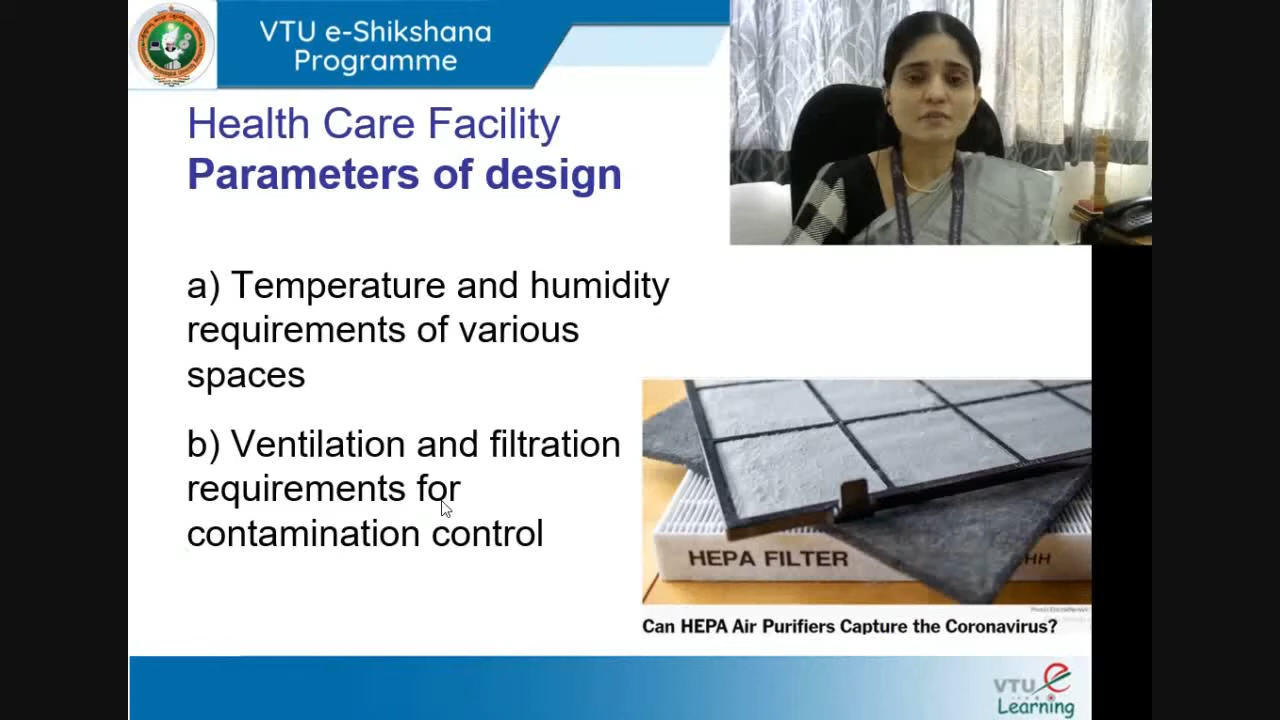 VTU e-Shikshana
Programme
Health Care Facility
Parameters of design
a) Temperature and humidity
requirements of various
spaces
b) Ventilation and filtration
requirements for
contamination control
HEPA FILTER
HH
Can HEPA Air Purifiers Capture the Coronavirus?
VTU e
Learning